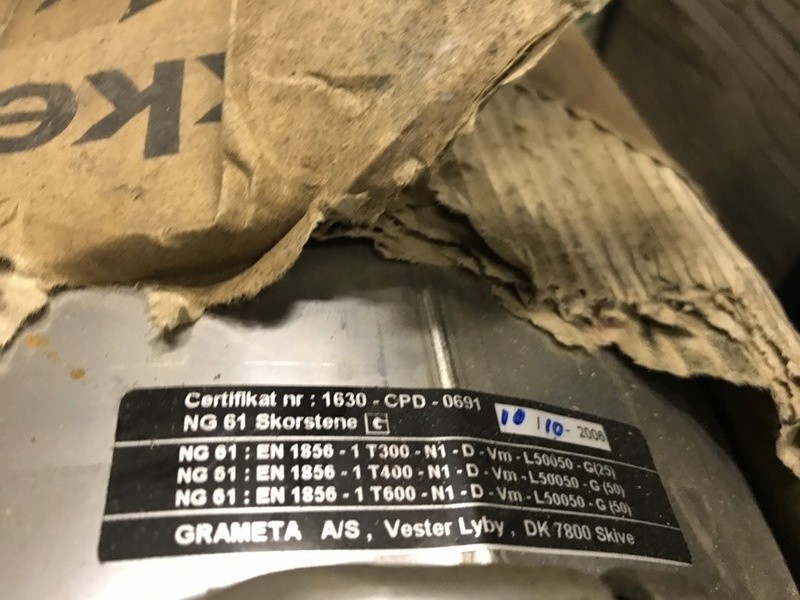 kke
Certifikat nr : 1630 - CPD - 0691
NG 61 Skorstene G 10 / 10 - 2006
NG 61 : EN 1856 - 1 T300 - N1 - D - Vm - L50050 - G(25)
NG 61 : EN 1856 - 1 T400 - N1 - D - Vm - L50050 - G (50)
NG 61 : EN 1856 - 1 T600 - N1 - D - Vm - L50050 - G (50)
GRAMETA A/S , Vester Lyby , DK 7800 Skive